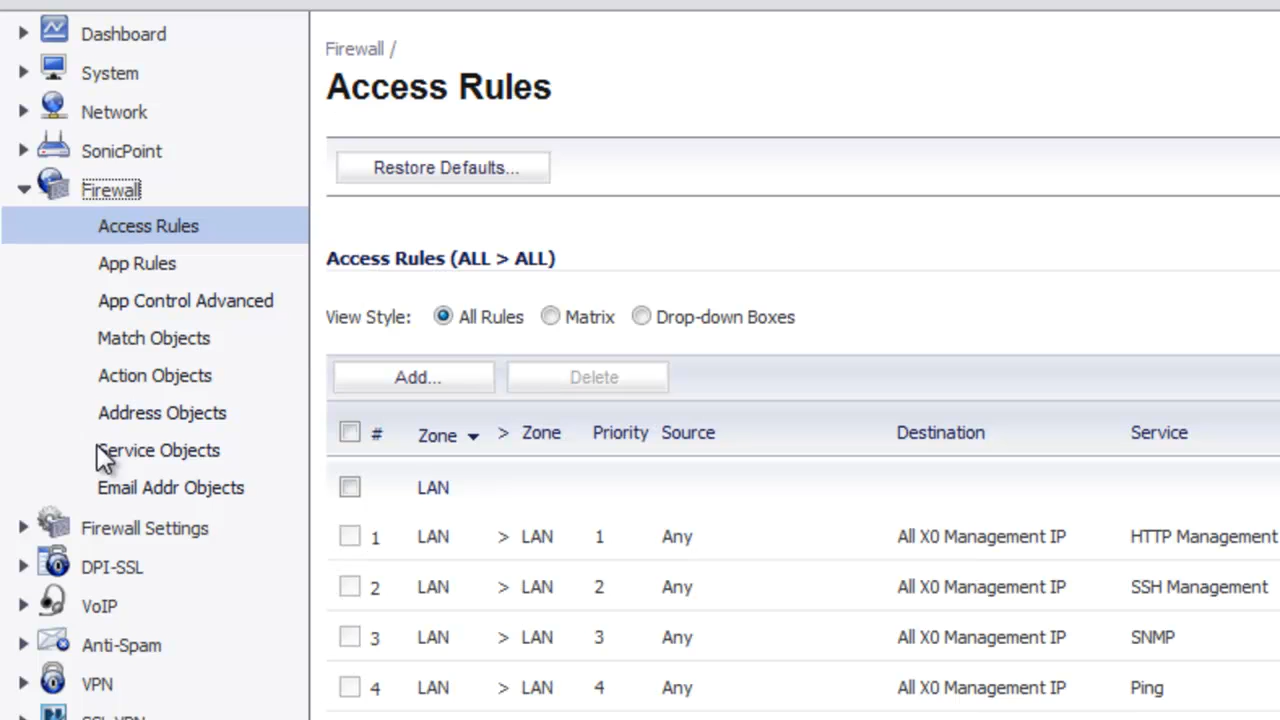 Dashboard
System
Network
SonicPoint
Firewall
Access Rules
App Rules
App Control Advanced
Match Objects
Action Objects
Address Objects
Service Objects
Email Addr Objects
Firewall Settings
DPI-SSL
VoIP
Anti-Spam
VPN
SSL VPN
Firewall /
Access Rules
Restore Defaults...
Access Rules (ALL > ALL)
View Style: All Rules Matrix Drop-down Boxes
Add... Delete
# Zone > Zone Priority Source Destination Service
LAN
1 LAN > LAN 1 Any All X0 Management IP HTTP Management
2 LAN > LAN 2 Any All X0 Management IP SSH Management
3 LAN > LAN 3 Any All X0 Management IP SNMP
4 LAN > LAN 4 Any All X0 Management IP Ping